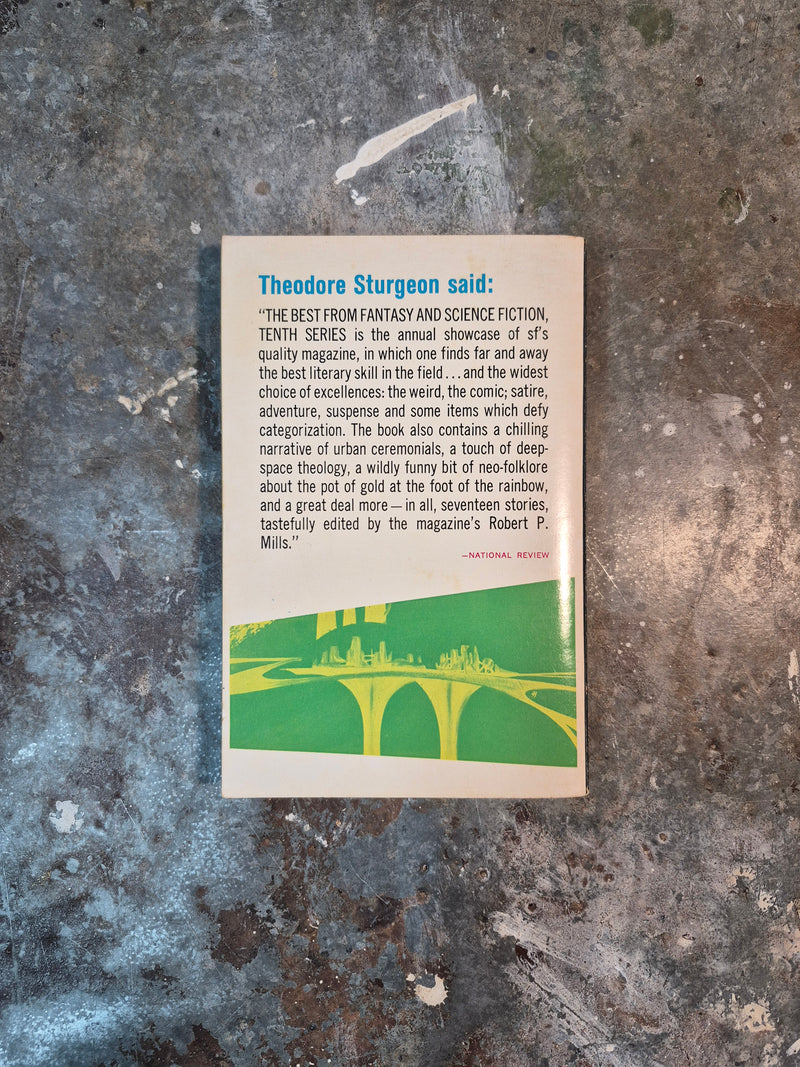 Theodore Sturgeon said:
“THE BEST FROM FANTASY AND SCIENCE FICTION,
TENTH SERIES is the annual showcase of sf's
quality magazine, in which one finds far and away
the best literary skill in the field . . . and the widest
choice of excellences: the weird, the comic; satire,
adventure, suspense and some items which defy
categorization. The book also contains a chilling
narrative of urban ceremonials, a touch of deep-
space theology, a wildly funny bit of neo-folklore
about the pot of gold at the foot of the rainbow,
and a great deal more — in all, seventeen stories,
tastefully edited by the magazine's Robert P.
Mills.”
—NATIONAL REVIEW